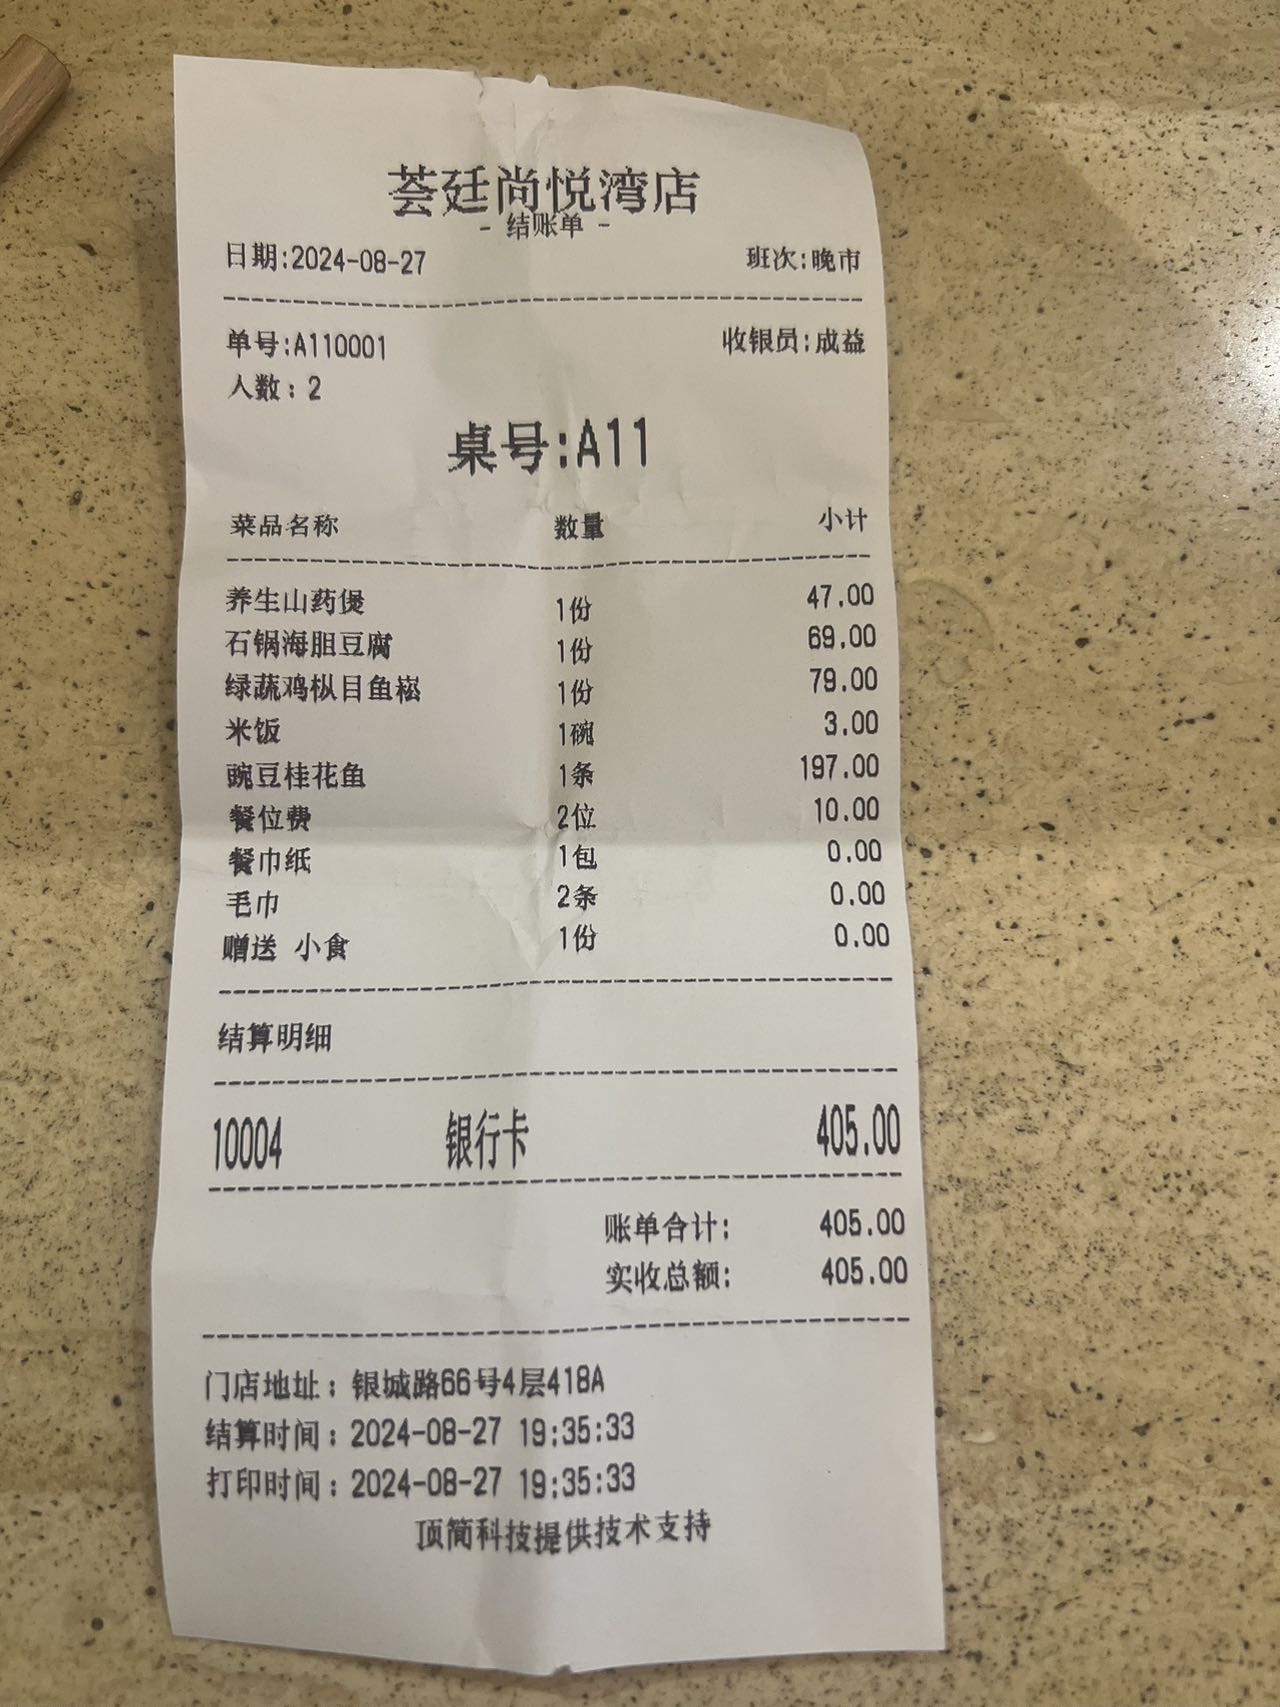 荟廷尚悦湾店
- 结账单 -
日期:2024-08-27 班次:晚市
单号:A110001 收银员:成益
人数：2
桌号:A11
菜品名称 数量 小计
养生山药煲 1份 47.00
石锅海胆豆腐 1份 69.00
绿蔬鸡枞目鱼崧 1份 79.00
米饭 1碗 3.00
豌豆桂花鱼 1条 197.00
餐位费 2位 10.00
餐巾纸 1包 0.00
毛巾 2条 0.00
赠送 小食 1份 0.00
结算明细
10004 银行卡 405.00
账单合计: 405.00
实收总额: 405.00
门店地址：银城路66号4层418A
结算时间：2024-08-27 19:35:33
打印时间：2024-08-27 19:35:33
顶简科技提供技术支持